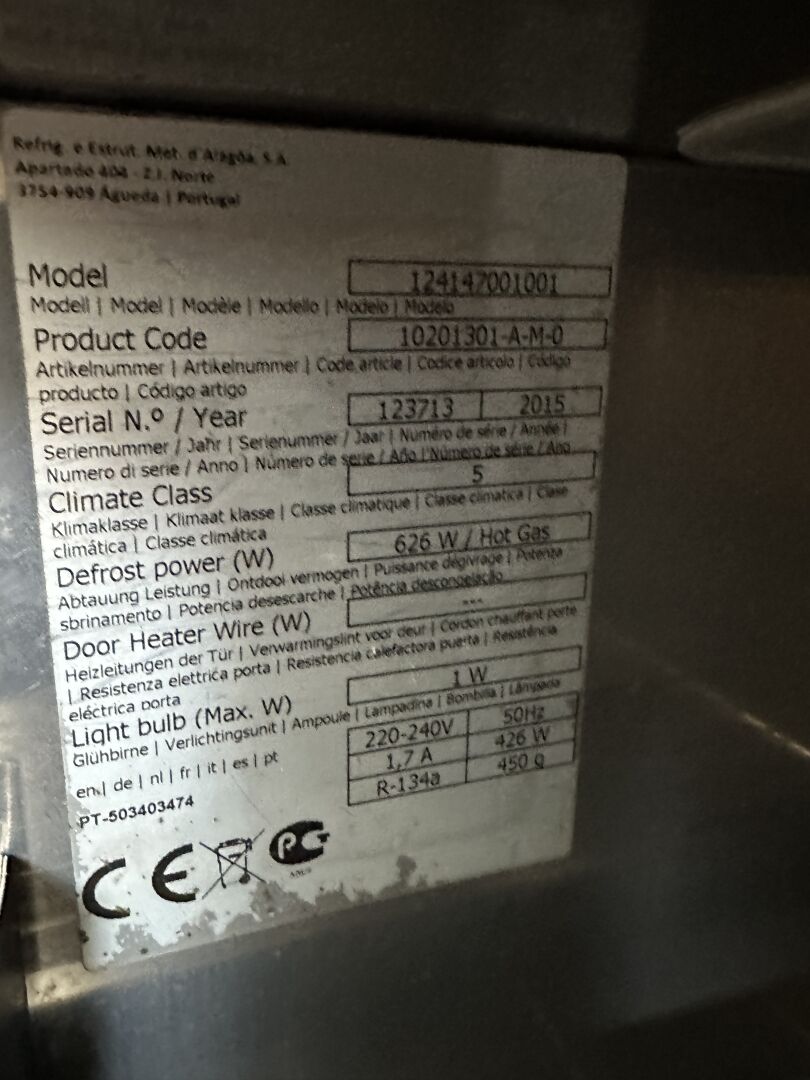 Refrig. e Estrut. Met. d'Alagôa, S.A.
Apartado 404 - Z.I. Norte
3754-909 Águeda | Portugal
Model 124147001001
Modell | Model | Modèle | Modello | Modelo | Modelo
Product Code 10201301-A-M-0
Artikelnummer | Artikelnummer | Code article | Codice articolo | Código
producto | Código artigo
Serial N.º / Year 123713 2015
Seriennummer / Jahr | Serienummer / Jaar | Numéro de série / Année |
Numero di serie / Anno | Número de serie / Año | Número de série / Ano
Climate Class 5
Klimaklasse | Klimaat klasse | Classe climatique | Classe climatica | Clase
climática | Classe climática
Defrost power (W) 626 W / Hot Gas
Abtauung Leistung | Ontdooi vermogen | Puissance dégivrage | Potenza
sbrinamento | Potencia desescarche | Potência descongelação
Door Heater Wire (W) ---
Heizleitungen der Tür | Verwarmingslint voor deur | Cordon chauffant porte
| Resistenza elettrica porta | Resistencia calefactora puerta | Resistência
eléctrica porta
Light bulb (Max. W) 1 W
Glühbirne | Verlichtingsunit | Ampoule | Lampadina | Bombilla | Lâmpada
220-240V 50Hz
1,7 A 426 W
R-134a 450 g
en | de | nl | fr | it | es | pt
PT-503403474
CE PG